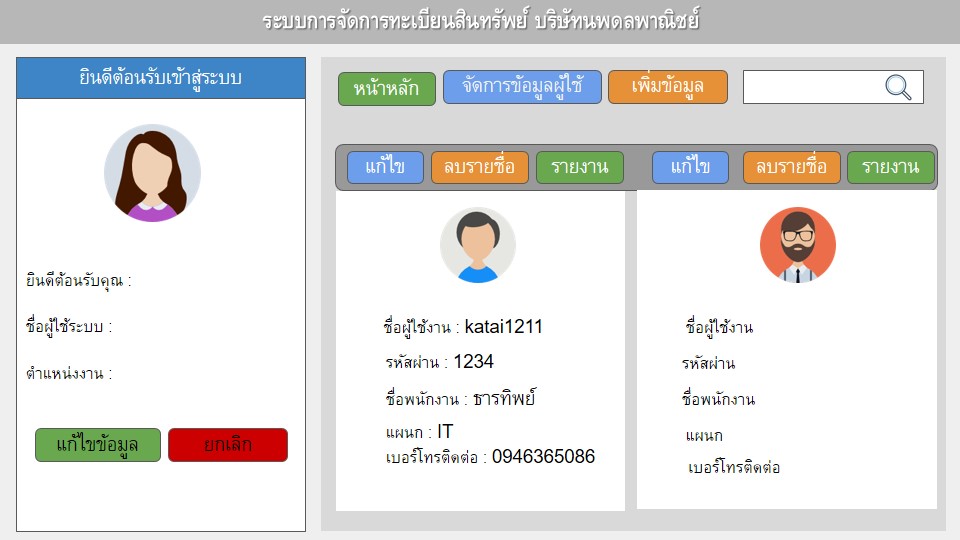 ระบบการจัดการทะเบียนสินทรัพย์ บริษัทนพดลพาณิชย์
ยินดีต้อนรับเข้าสู่ระบบ
ยินดีต้อนรับคุณ :
ชื่อผู้ใช้ระบบ :
ตำแหน่งงาน :
แก้ไขข้อมูล ยกเลิก
หน้าหลัก จัดการข้อมูลผู้ใช้ เพิ่มข้อมูล
แก้ไข ลบรายชื่อ รายงาน
ชื่อผู้ใช้งาน : katai1211
รหัสผ่าน : 1234
ชื่อพนักงาน : ธารทิพย์
แผนก : IT
เบอร์โทรติดต่อ : 0946365086
แก้ไข ลบรายชื่อ รายงาน
ชื่อผู้ใช้งาน
รหัสผ่าน
ชื่อพนักงาน
แผนก
เบอร์โทรติดต่อ